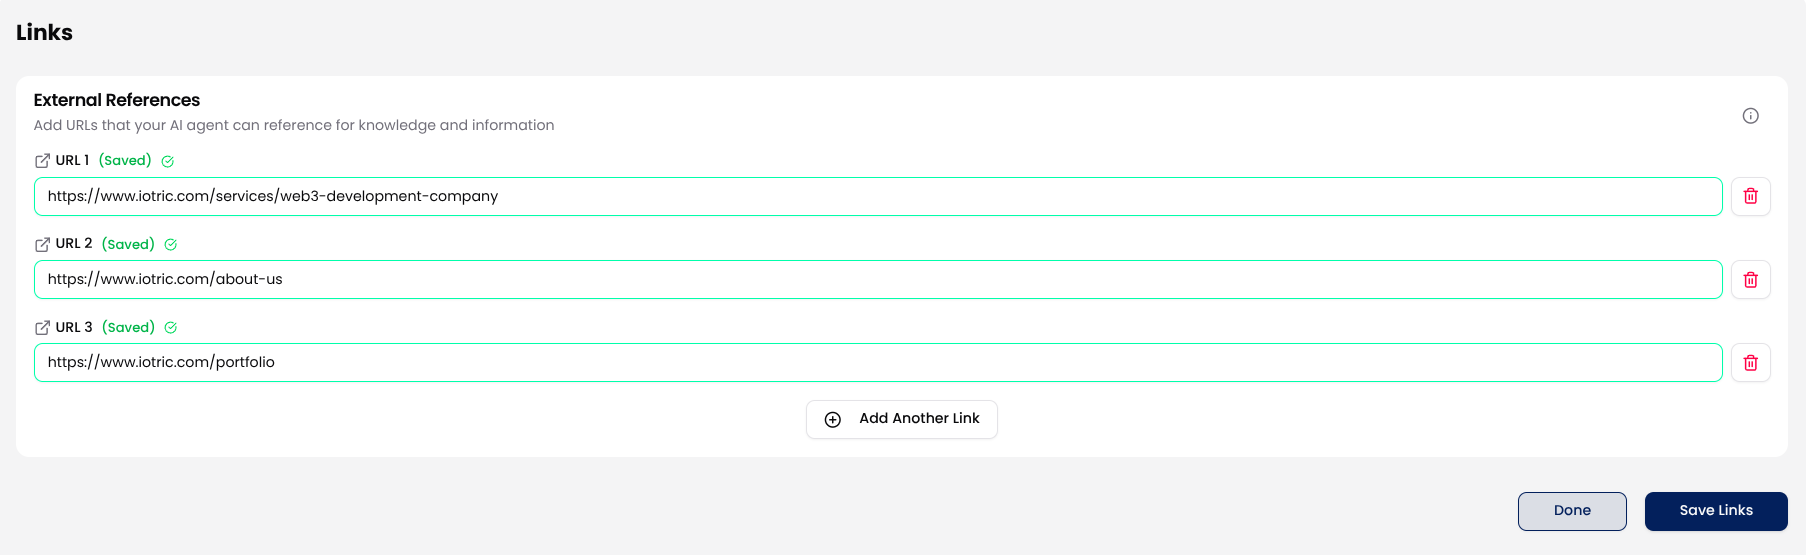 Links
External References
Add URLs that your AI agent can reference for knowledge and information
URL 1 (Saved)
https://www.iotric.com/services/web3-development-company
URL 2 (Saved)
https://www.iotric.com/about-us
URL 3 (Saved)
https://www.iotric.com/portfolio
Add Another Link
Done
Save Links